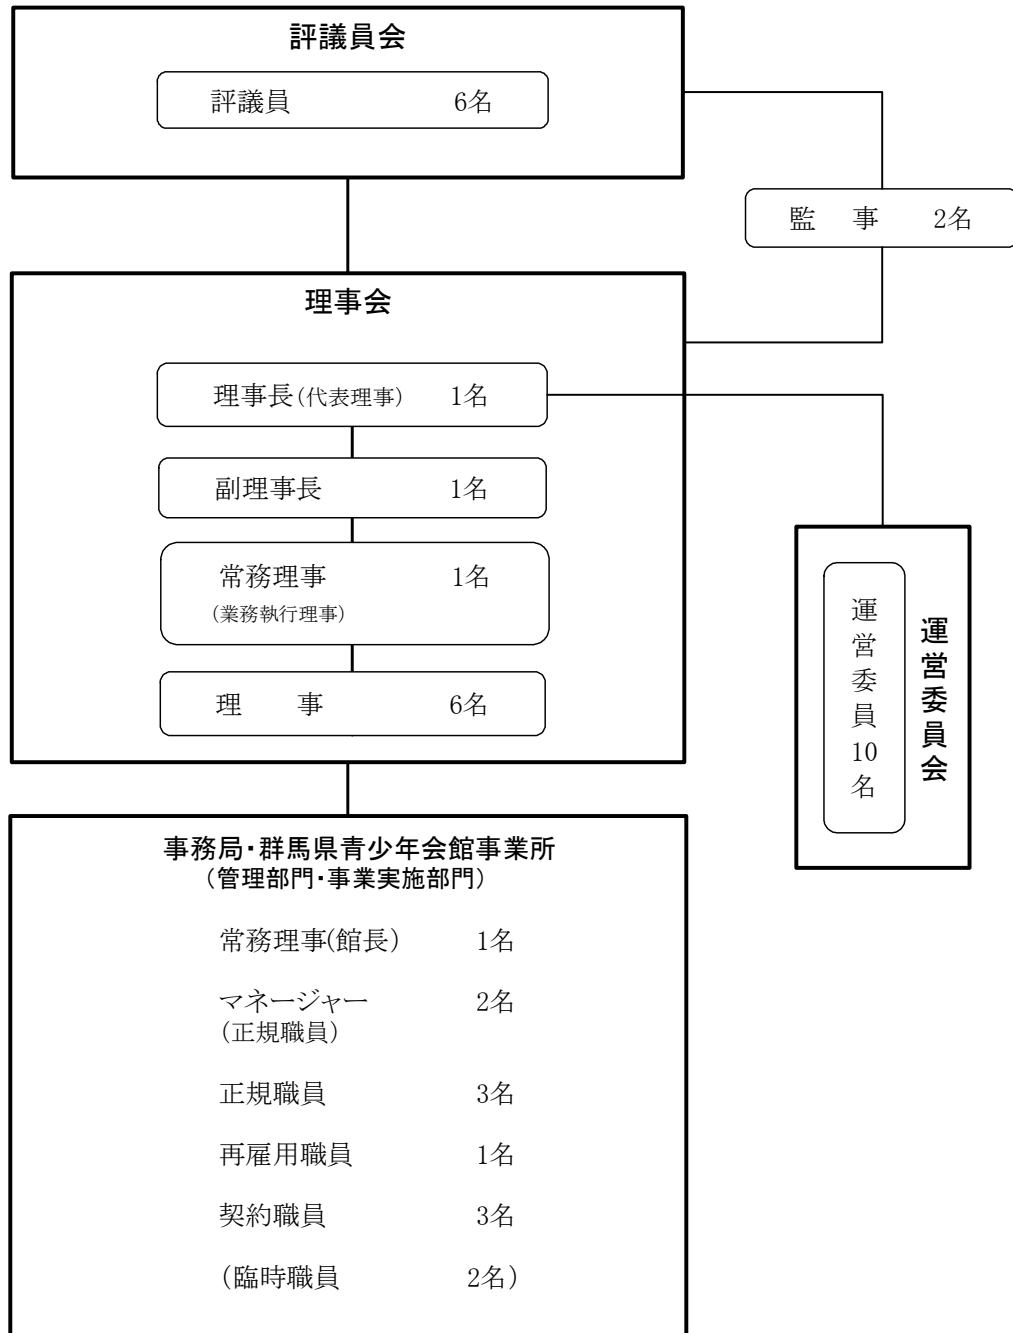 評議員会
評議員 6名
監 事 2名
理事会
理事長(代表理事) 1名
副理事長 1名
常務理事 1名
(業務執行理事)
理 事 6名
運営委員会
運営委員10名
事務局・群馬県青少年会館事業所
(管理部門・事業実施部門)
常務理事(館長) 1名
マネージャー 2名
(正規職員)
正規職員 3名
再雇用職員 1名
契約職員 3名
(臨時職員 2名)